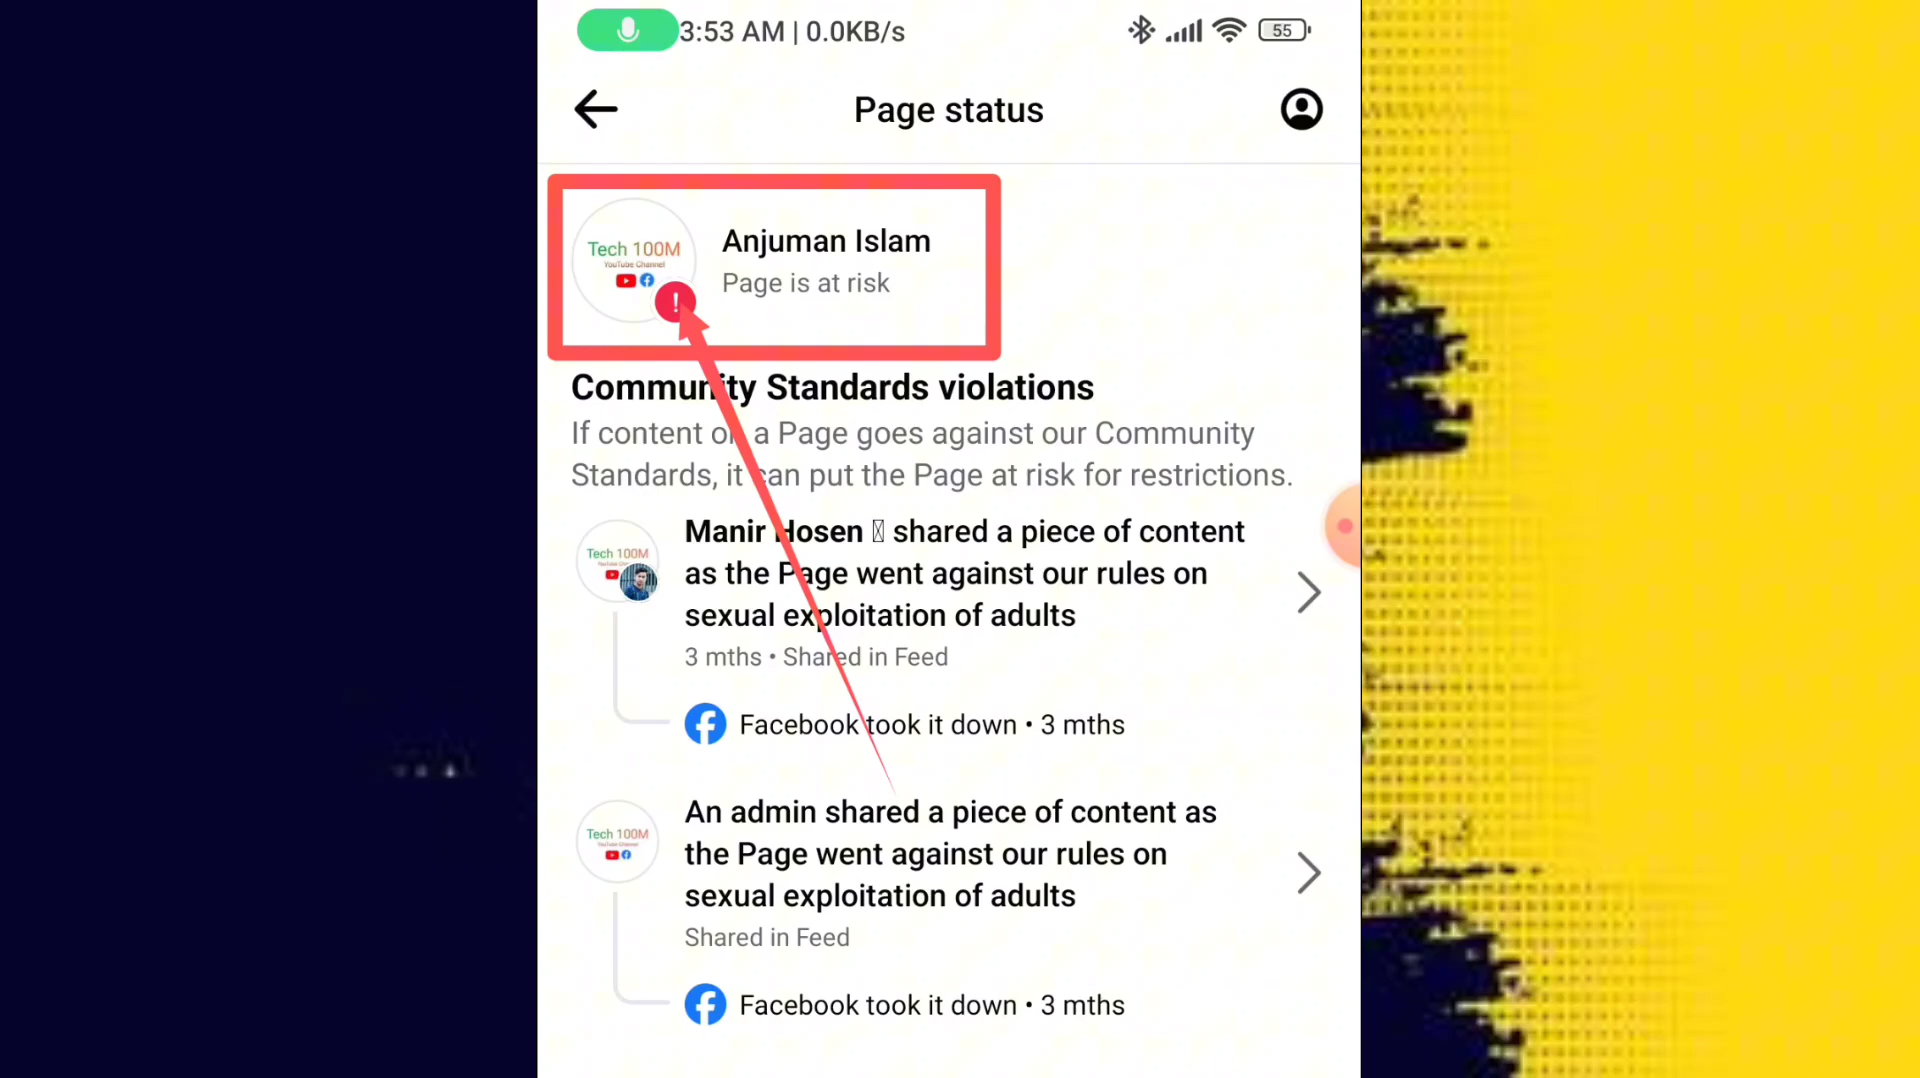 3:53 AM | 0.0KB/s
55
Page status
Tech 100M
YouTube Channel
Anjuman Islam
Page is at risk
Community Standards violations
If content on a Page goes against our Community
Standards, it can put the Page at risk for restrictions.
Tech 100M
Manir Hosen shared a piece of content
as the Page went against our rules on
sexual exploitation of adults
3 mths • Shared in Feed
Facebook took it down • 3 mths
Tech 100M
YouTube Channel
An admin shared a piece of content as
the Page went against our rules on
sexual exploitation of adults
Shared in Feed
Facebook took it down • 3 mths